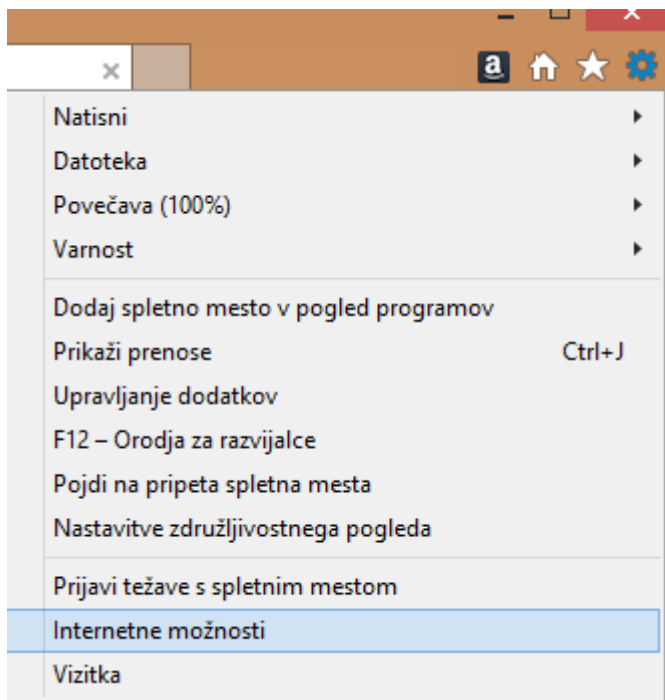 a
Natisni
Datoteka
Povečava (100%)
Varnost
Dodaj spletno mesto v pogled programov
Prikaži prenose Ctrl+J
Upravljanje dodatkov
F12 – Orodja za razvijalce
Pojdi na pripeta spletna mesta
Nastavitve združljivostnega pogleda
Prijavi težave s spletnim mestom
Internetne možnosti
Vizitka